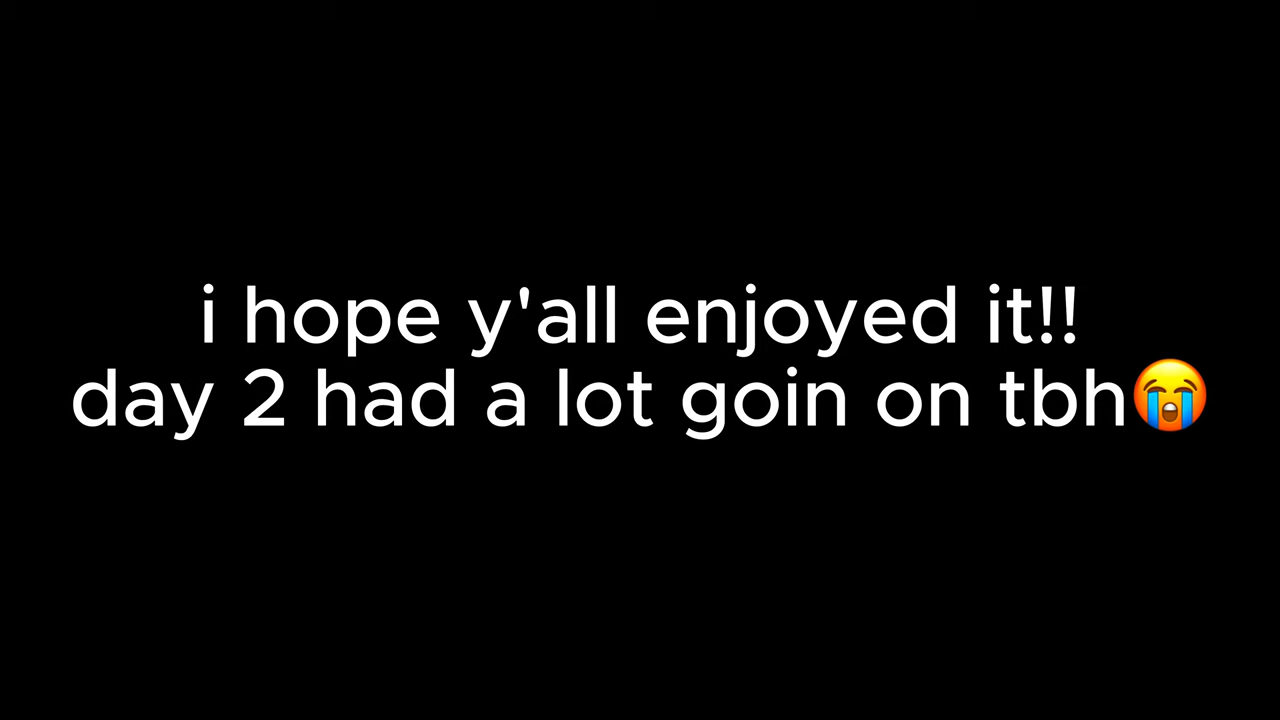 i hope y'all enjoyed it!!
day 2 had a lot goin on tbh😭